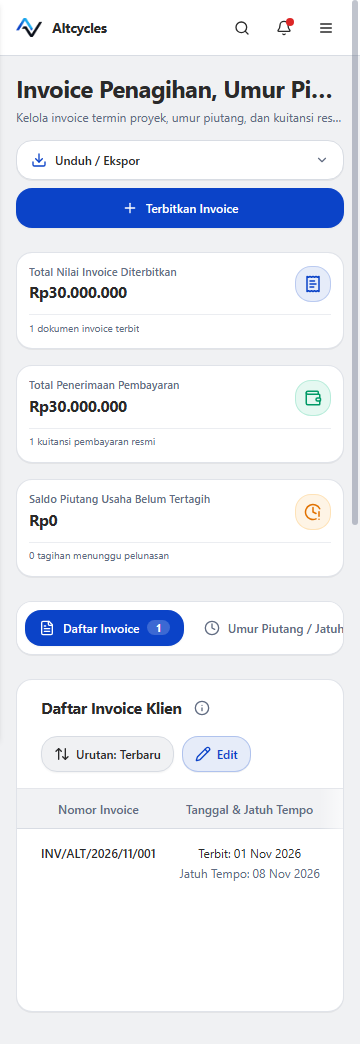 Altcycles
Invoice Penagihan, Umur Pi...
Kelola invoice termin proyek, umur piutang, dan kuitansi res...
Unduh / Ekspor
Terbitkan Invoice
Total Nilai Invoice Diterbitkan
Rp30.000.000
1 dokumen invoice terbit
Total Penerimaan Pembayaran
Rp30.000.000
1 kuitansi pembayaran resmi
Saldo Piutang Usaha Belum Tertagih
Rp0
0 tagihan menunggu pelunasan
Daftar Invoice 1 Umur Piutang / Jatuh
Daftar Invoice Klien
Urutan: Terbaru Edit
Nomor Invoice Tanggal & Jatuh Tempo
INV/ALT/2026/11/001 Terbit: 01 Nov 2026
Jatuh Tempo: 08 Nov 2026